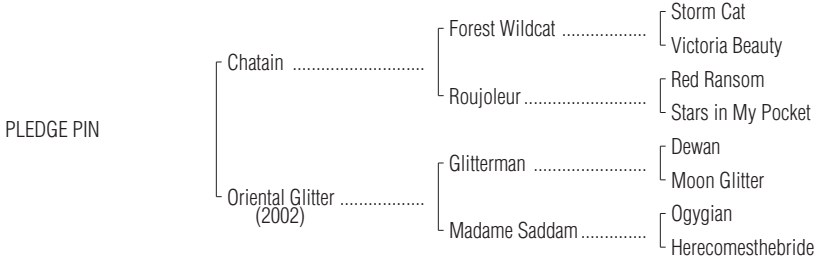 Storm Cat
Forest Wildcat ..................
Victoria Beauty
Chatain ............................
Red Ransom
Roujoleur..........................
Stars in My Pocket
PLEDGE PIN
Dewan
Glitterman ........................
Moon Glitter
Oriental Glitter ..................
(2002)
Ogygian
Madame Saddam..............
Herecomesthebride